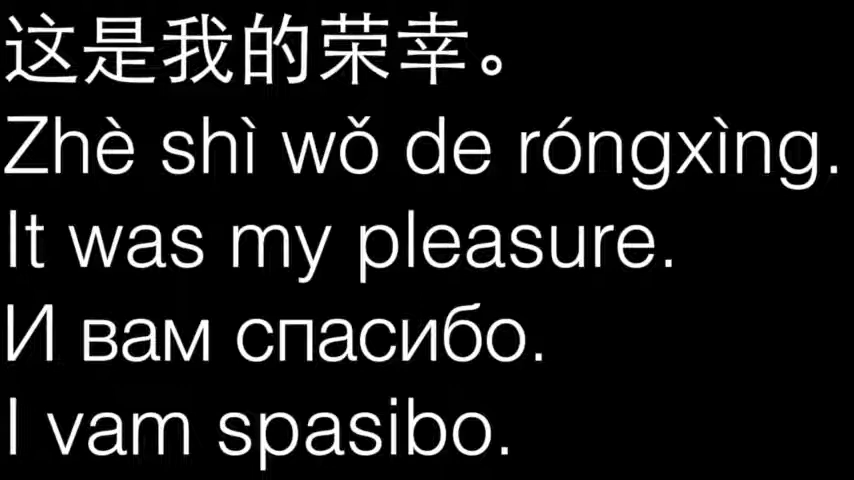 这是我的荣幸。
Zhè shì wǒ de róngxìng.
It was my pleasure.
И вам спасибо.
I vam spasibo.